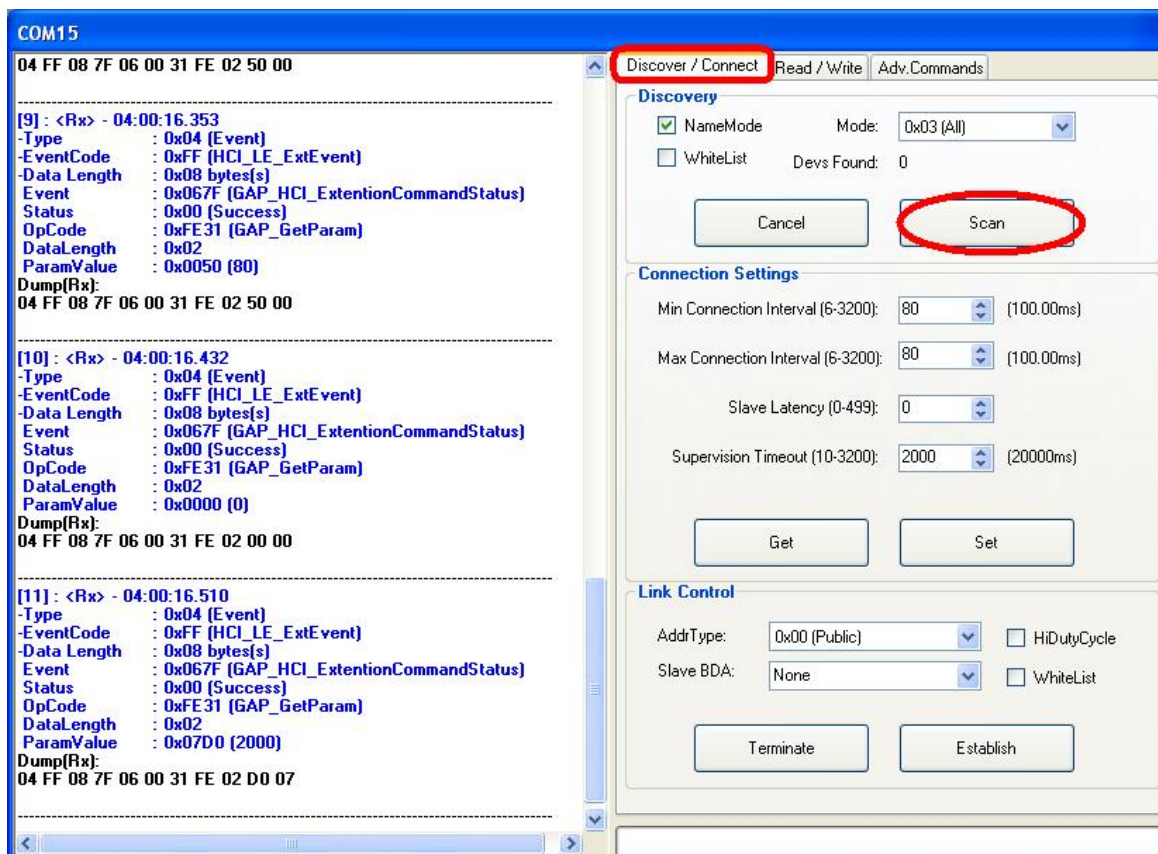 COM15
04 FF 08 7F 06 00 31 FE 02 50 00
[9] : <Rx> - 04:00:16.353
-Type : 0x04 (Event)
-EventCode : 0xFF (HCI_LE_ExtEvent)
-Data Length : 0x08 bytes(s)
Event : 0x067F (GAP_HCI_ExtentionCommandStatus)
Status : 0x00 (Success)
OpCode : 0xFE31 (GAP_GetParam)
DataLength : 0x02
ParamValue : 0x0050 (80)
Dump(Rx):
04 FF 08 7F 06 00 31 FE 02 50 00
[10] : <Rx> - 04:00:16.432
-Type : 0x04 (Event)
-EventCode : 0xFF (HCI_LE_ExtEvent)
-Data Length : 0x08 bytes(s)
Event : 0x067F (GAP_HCI_ExtentionCommandStatus)
Status : 0x00 (Success)
OpCode : 0xFE31 (GAP_GetParam)
DataLength : 0x02
ParamValue : 0x0000 (0)
Dump(Rx):
04 FF 08 7F 06 00 31 FE 02 00 00
[11] : <Rx> - 04:00:16.510
-Type : 0x04 (Event)
-EventCode : 0xFF (HCI_LE_ExtEvent)
-Data Length : 0x08 bytes(s)
Event : 0x067F (GAP_HCI_ExtentionCommandStatus)
Status : 0x00 (Success)
OpCode : 0xFE31 (GAP_GetParam)
DataLength : 0x02
ParamValue : 0x07D0 (2000)
Dump(Rx):
04 FF 08 7F 06 00 31 FE 02 D0 07
Discover / Connect Read / Write Adv.Commands
Discovery
NameMode Mode: 0x03 (All)
WhiteList Devs Found: 0
Cancel Scan
Connection Settings
Min Connection Interval (6-3200): 80 (100.00ms)
Max Connection Interval (6-3200): 80 (100.00ms)
Slave Latency (0-499): 0
Supervision Timeout (10-3200): 2000 (20000ms)
Get Set
Link Control
AddrType: 0x00 (Public) HiDutyCycle
Slave BDA: None WhiteList
Terminate Establish